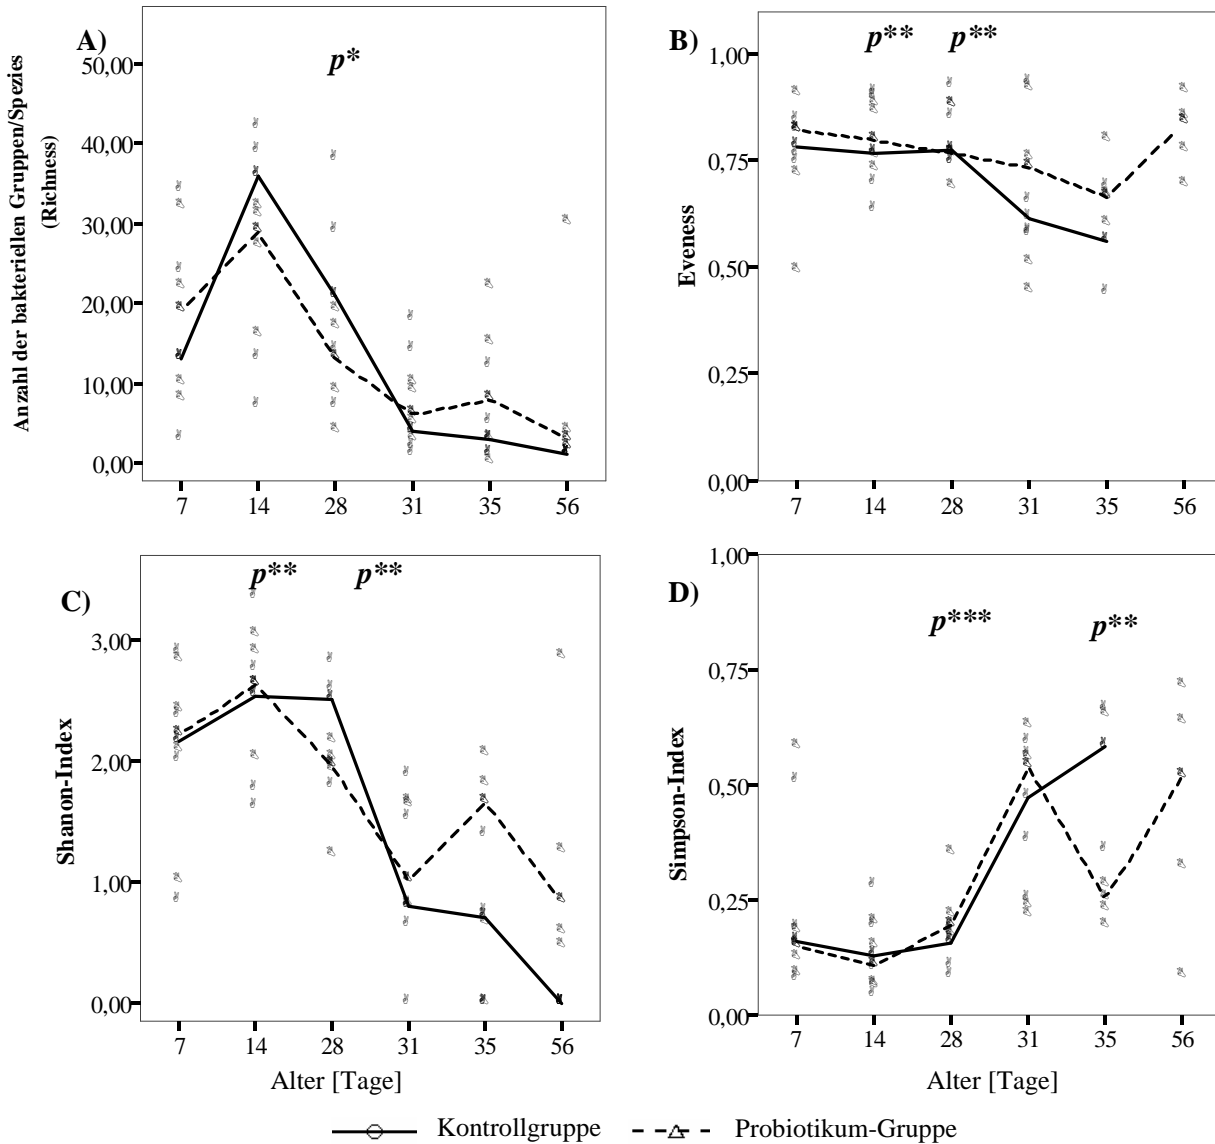 A)
p*
Anzahl der bakteriellen Gruppen/Spezies
(Richness)
50,00
40,00
30,00
20,00
10,00
0,00
7 14 28 31 35 56
B)
p** p**
Eveness
1,00
0,75
0,50
0,25
0,00
7 14 28 31 35 56
C)
p** p**
Shanon-Index
3,00
2,00
1,00
0,00
7 14 28 31 35 56
Alter [Tage]
D)
p*** p**
Simpson-Index
1,00
0,75
0,50
0,25
0,00
7 14 28 31 35 56
Alter [Tage]
Kontrollgruppe Probiotikum-Gruppe